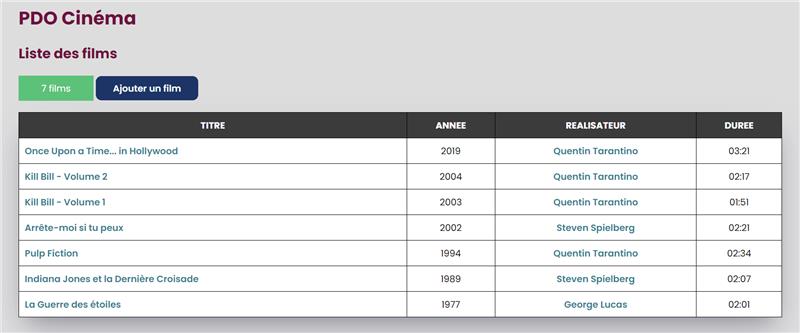 PDO Cinéma
Liste des films
7 films Ajouter un film
TITRE ANNEE REALISATEUR DUREE
Once Upon a Time... in Hollywood 2019 Quentin Tarantino 03:21
Kill Bill - Volume 2 2004 Quentin Tarantino 02:17
Kill Bill - Volume 1 2003 Quentin Tarantino 01:51
Arrête-moi si tu peux 2002 Steven Spielberg 02:21
Pulp Fiction 1994 Quentin Tarantino 02:34
Indiana Jones et la Dernière Croisade 1989 Steven Spielberg 02:07
La Guerre des étoiles 1977 George Lucas 02:01